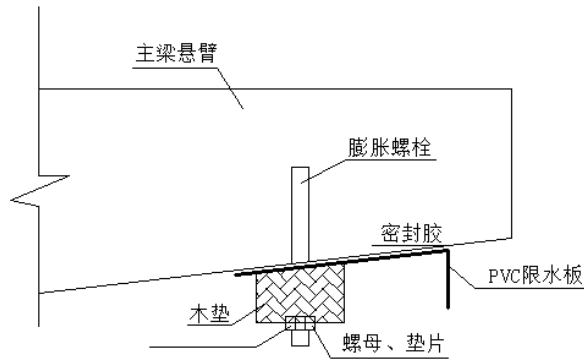 主梁悬臂
膨胀螺栓
密封胶
PVC限水板
木垫
螺母、垫片